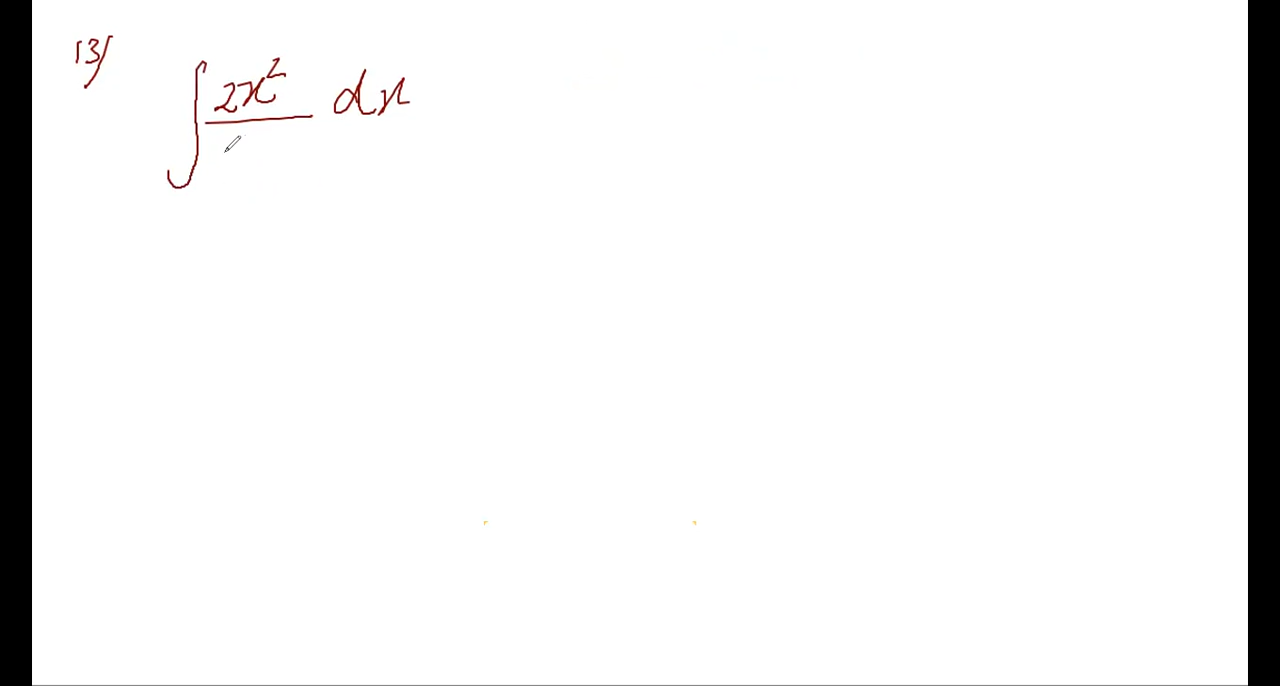 13/
∫ 2x² / dx